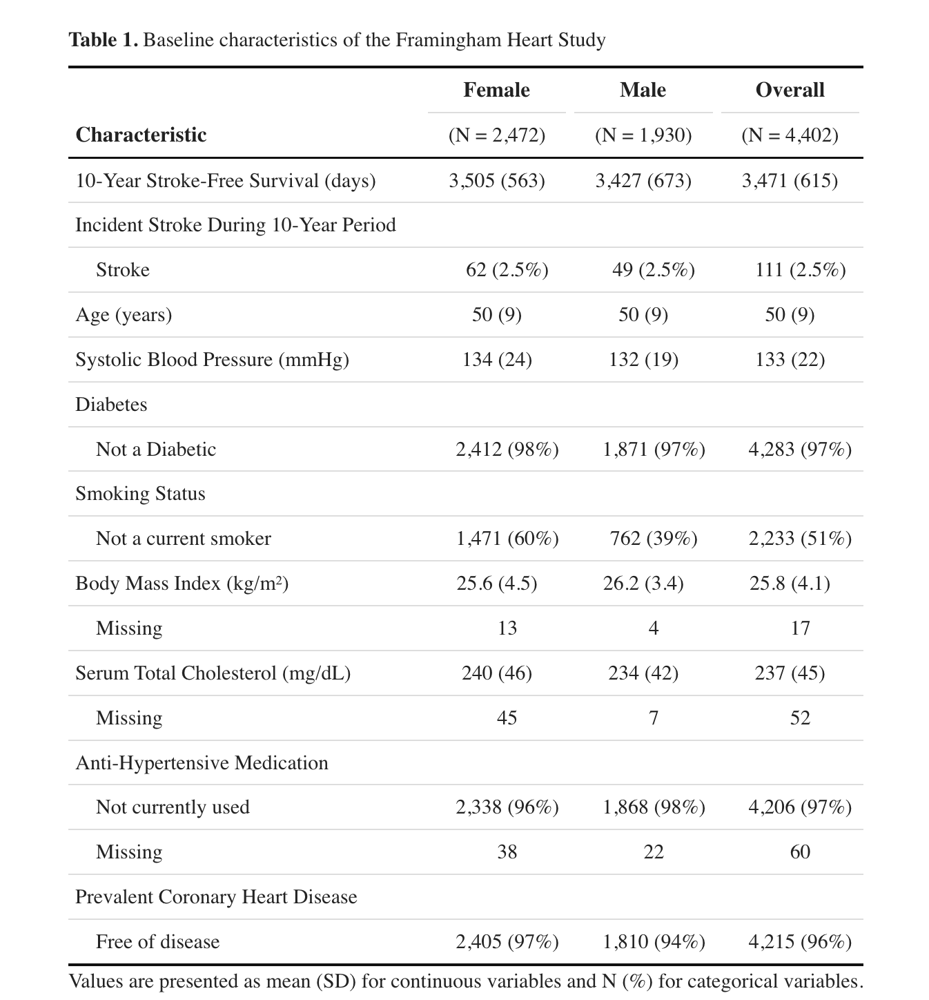 Table 1. Baseline characteristics of the Framingham Heart Study
Female Male Overall
Characteristic (N = 2,472) (N = 1,930) (N = 4,402)
10-Year Stroke-Free Survival (days) 3,505 (563) 3,427 (673) 3,471 (615)
Incident Stroke During 10-Year Period
Stroke 62 (2.5%) 49 (2.5%) 111 (2.5%)
Age (years) 50 (9) 50 (9) 50 (9)
Systolic Blood Pressure (mmHg) 134 (24) 132 (19) 133 (22)
Diabetes
Not a Diabetic 2,412 (98%) 1,871 (97%) 4,283 (97%)
Smoking Status
Not a current smoker 1,471 (60%) 762 (39%) 2,233 (51%)
Body Mass Index (kg/m²) 25.6 (4.5) 26.2 (3.4) 25.8 (4.1)
Missing 13 4 17
Serum Total Cholesterol (mg/dL) 240 (46) 234 (42) 237 (45)
Missing 45 7 52
Anti-Hypertensive Medication
Not currently used 2,338 (96%) 1,868 (98%) 4,206 (97%)
Missing 38 22 60
Prevalent Coronary Heart Disease
Free of disease 2,405 (97%) 1,810 (94%) 4,215 (96%)
Values are presented as mean (SD) for continuous variables and N (%) for categorical variables.